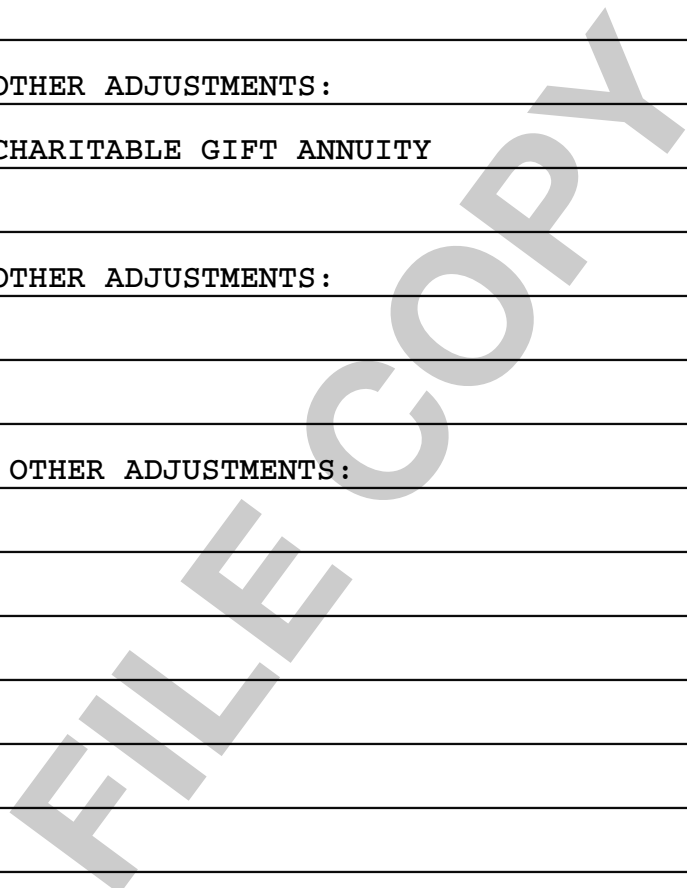 OTHER ADJUSTMENTS:
CHARITABLE GIFT ANNUITY
OTHER ADJUSTMENTS:
OTHER ADJUSTMENTS:
FILE COPY